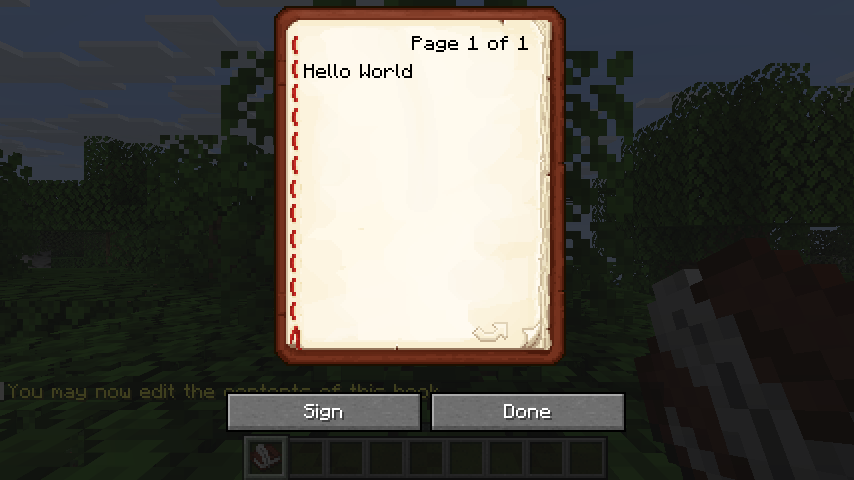 Page 1 of 1
Hello World
You may now edit the contents of this book
Sign
Done